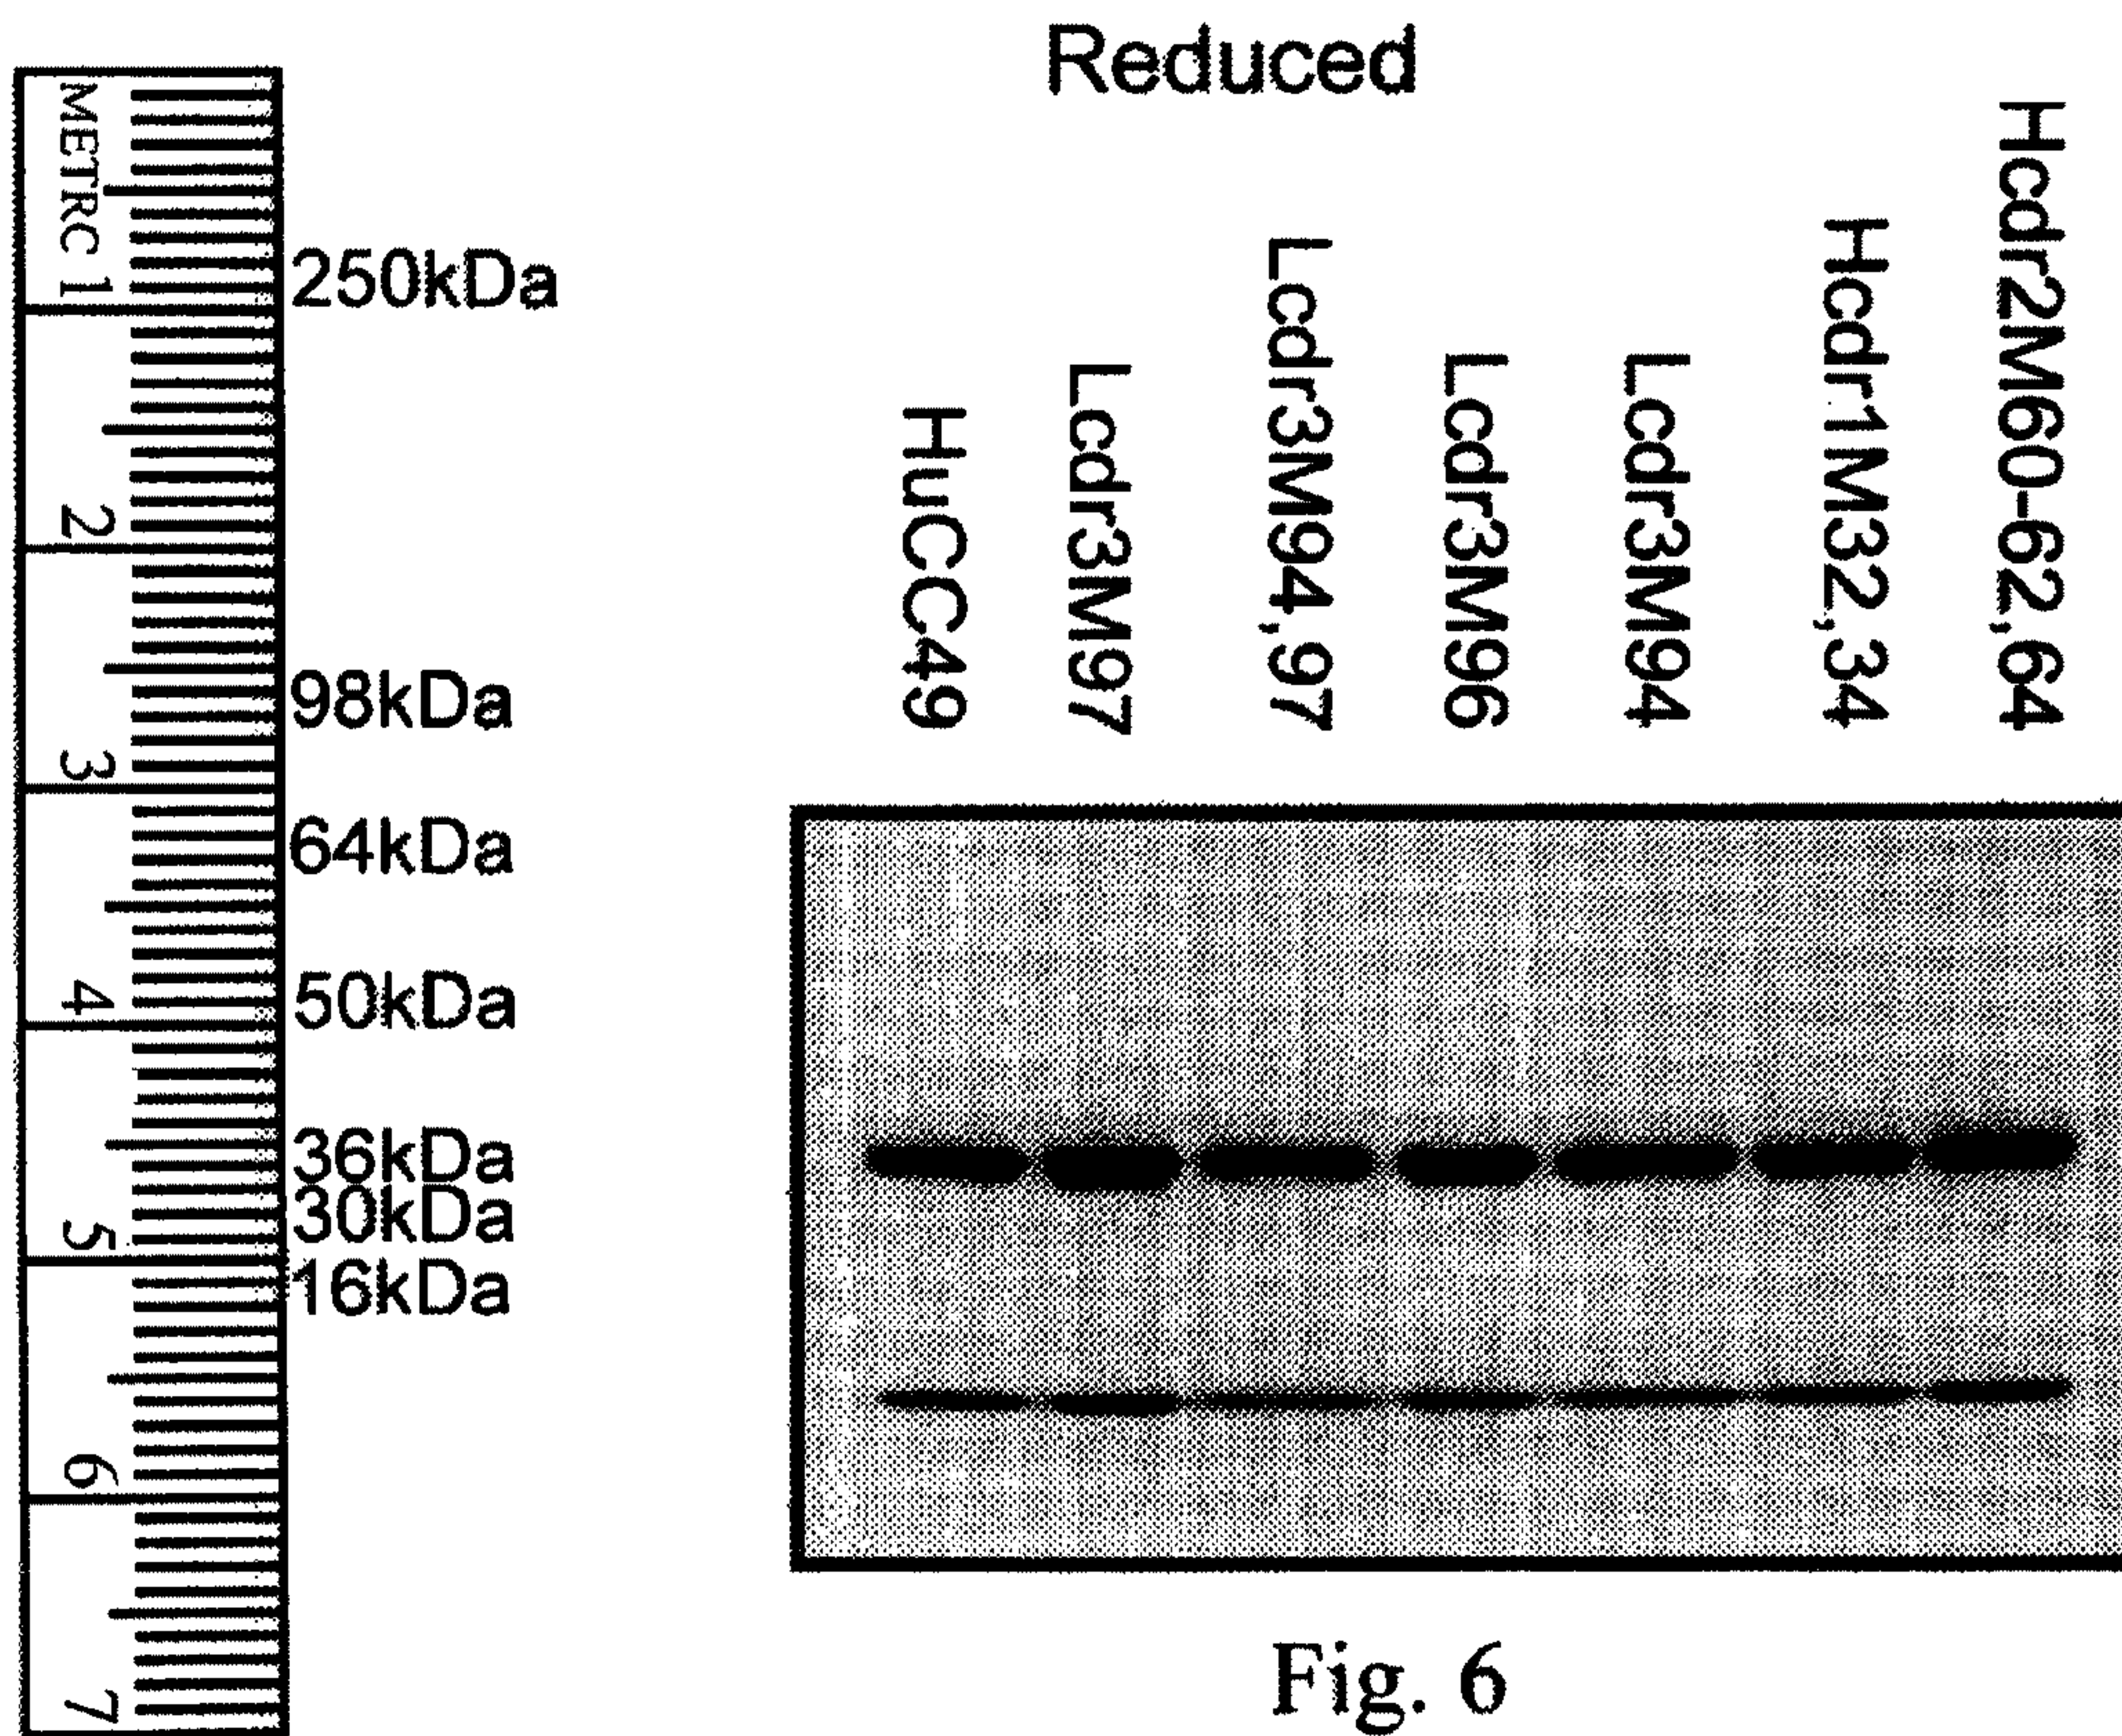 Reduced
METRC 1
2
3
4
5
6
7
250kDa
98kDa
64kDa
50kDa
36kDa
30kDa
16kDa
HuCC49
Lcdr3M97
Lcdr3M94,97
Lcdr3M96
Lcdr3M94
Hcdr1M32,34
Hcdr2M60-62,64
Fig. 6